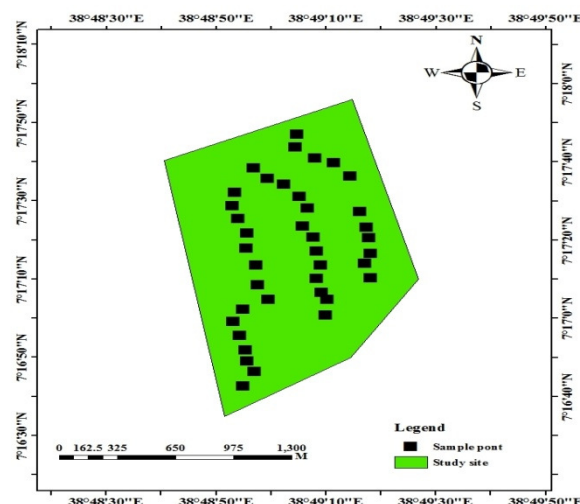 38°48'30"E 38°48'50"E 38°49'10"E 38°49'30"E 38°49'50"E
7°18'10"N
7°18'0"N
7°17'50"N
7°17'40"N
7°17'30"N
7°17'20"N
7°17'10"N
7°17'0"N
7°16'50"N
7°16'40"N
7°16'30"N
N
W E
S
Legend
Sample pont
Study site
0 162.5 325 650 975 1,300
M
38°48'30"E 38°48'50"E 38°49'10"E 38°49'30"E 38°49'50"E